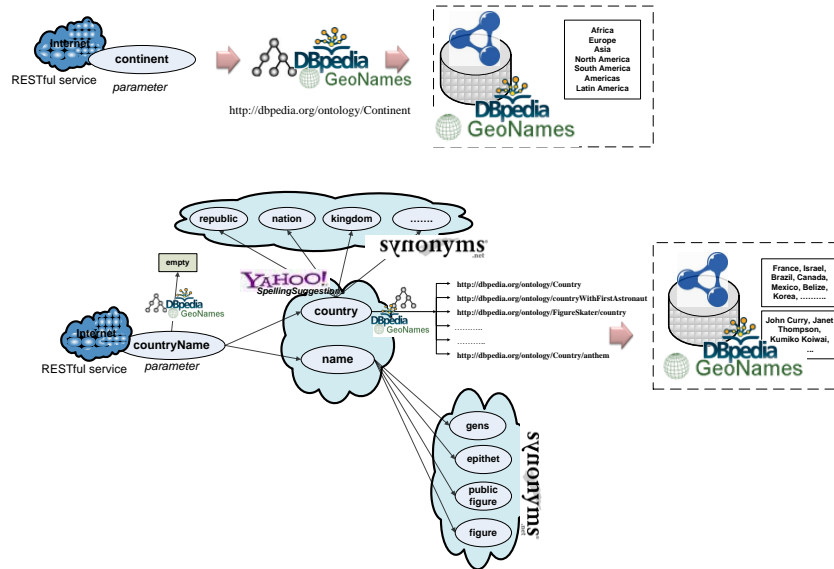 Internet
continent
RESTful service
parameter
DBpedia
GeoNames
http://dbpedia.org/ontology/Continent
DBpedia
GeoNames
Africa
Europe
Asia
North America
South America
Americas
Latin America
republic
nation
kingdom
.......
synonyms
.net
empty
DBpedia
GeoNames
YAHOO!
SpellingSuggestions
Internet
countryName
RESTful service
parameter
country
name
DBpedia
GeoNames
http://dbpedia.org/ontology/Country
http://dbpedia.org/ontology/countryWithFirstAstronaut
http://dbpedia.org/ontology/FigureSkater/country
............
............
http://dbpedia.org/ontology/Country/anthem
DBpedia
GeoNames
France, Israel,
Brazil, Canada,
Mexico, Belize,
Korea, ...........
John Curry, Janet
Thompson,
Kumiko Koiwai,
...
gens
epithet
public
figure
figure
synonyms
.net